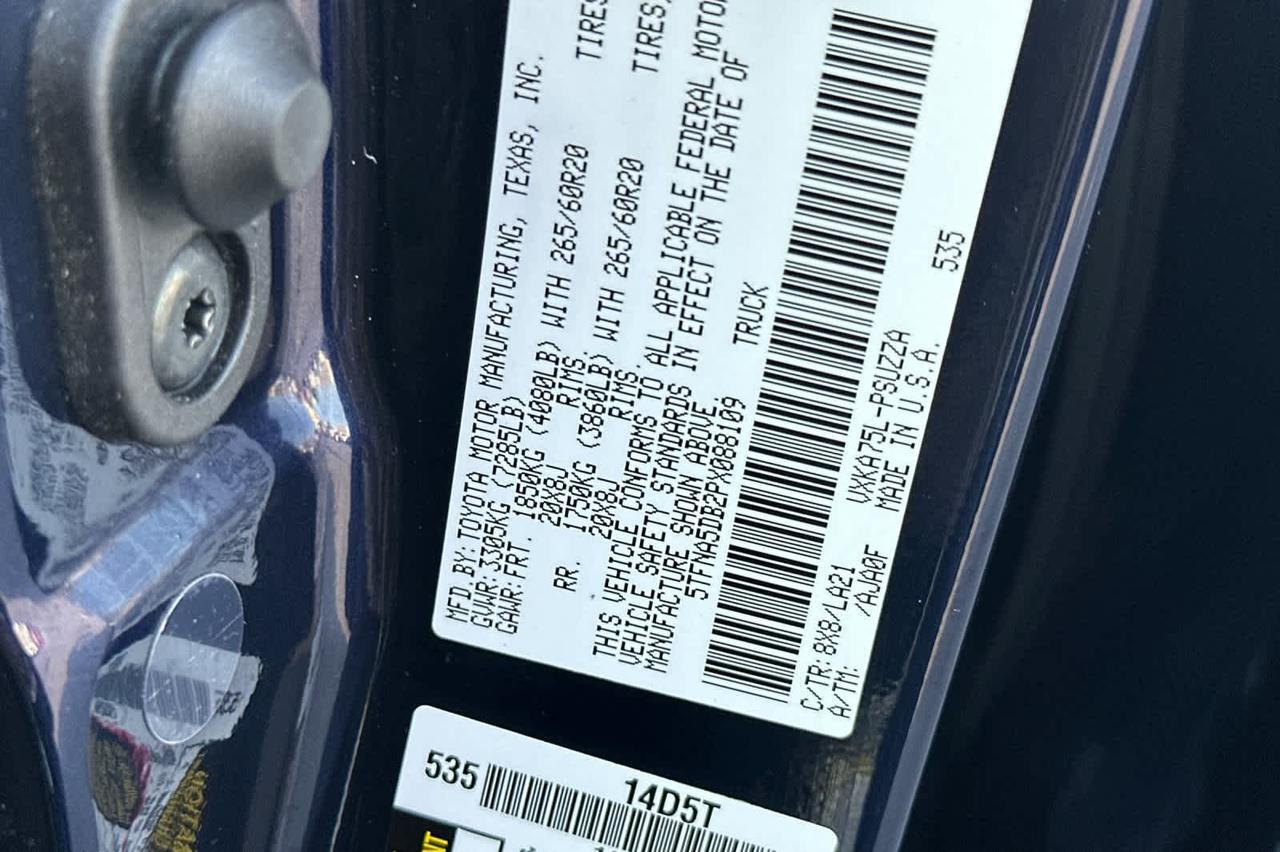 MFD. BY: TOYOTA MOTOR MANUFACTURING, TEXAS, INC.
GVWR: 3305KG (7285LB)
GAWR: FRT. 1850KG (4080LB) WITH 265/60R20 TIRES
20X8J RIMS.
RR. 1750KG (3860LB) WITH 265/60R20 TIRES,
20X8J RIMS.
THIS VEHICLE CONFORMS TO ALL APPLICABLE FEDERAL MOTO
VEHICLE SAFETY STANDARDS IN EFFECT ON THE DATE OF
MANUFACTURE SHOWN ABOVE.
5TFNA5DB2PX088109 TRUCK
C/TR: 8X8/LA21 VXKA75L-PSUZZA 535
A/TM: /JA0F MADE IN U.S.A.
535 14D5T